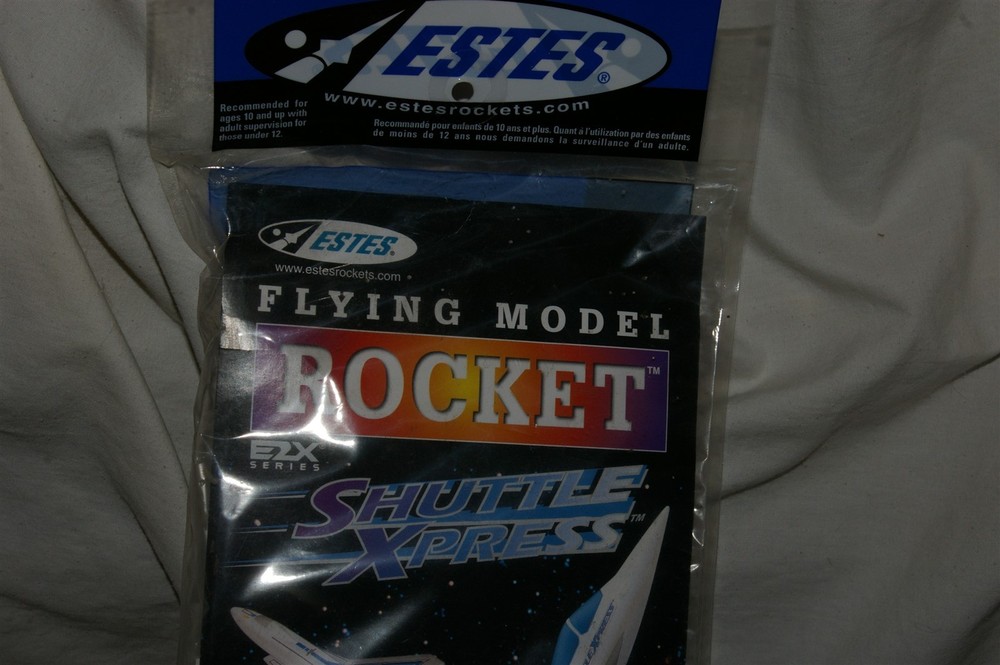 ESTES®
www.estesrockets.com
Recommended for
ages 10 and up with
adult supervision for
those under 12.
Recommandé pour enfants de 10 ans et plus. Quant á l'utilization par des enfants
de moins de 12 ans nous demandons la surveillance d'un adulte.
ESTES®
www.estesrockets.com
FLYING MODEL
ROCKET™
E2X®
SERIES
SHUTTLE
XPRESS™
LE XPRESS